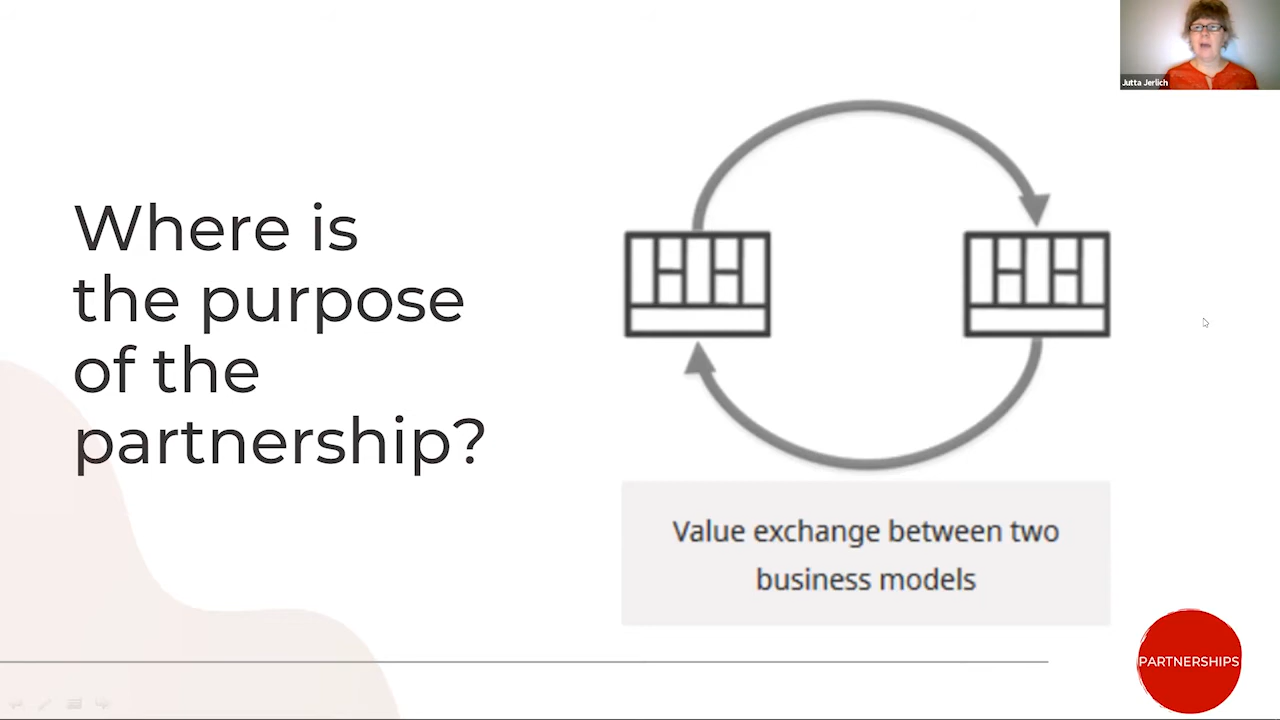 Jutta Jerlich
Where is
the purpose
of the
partnership?
Value exchange between two
business models
PARTNERSHIPS